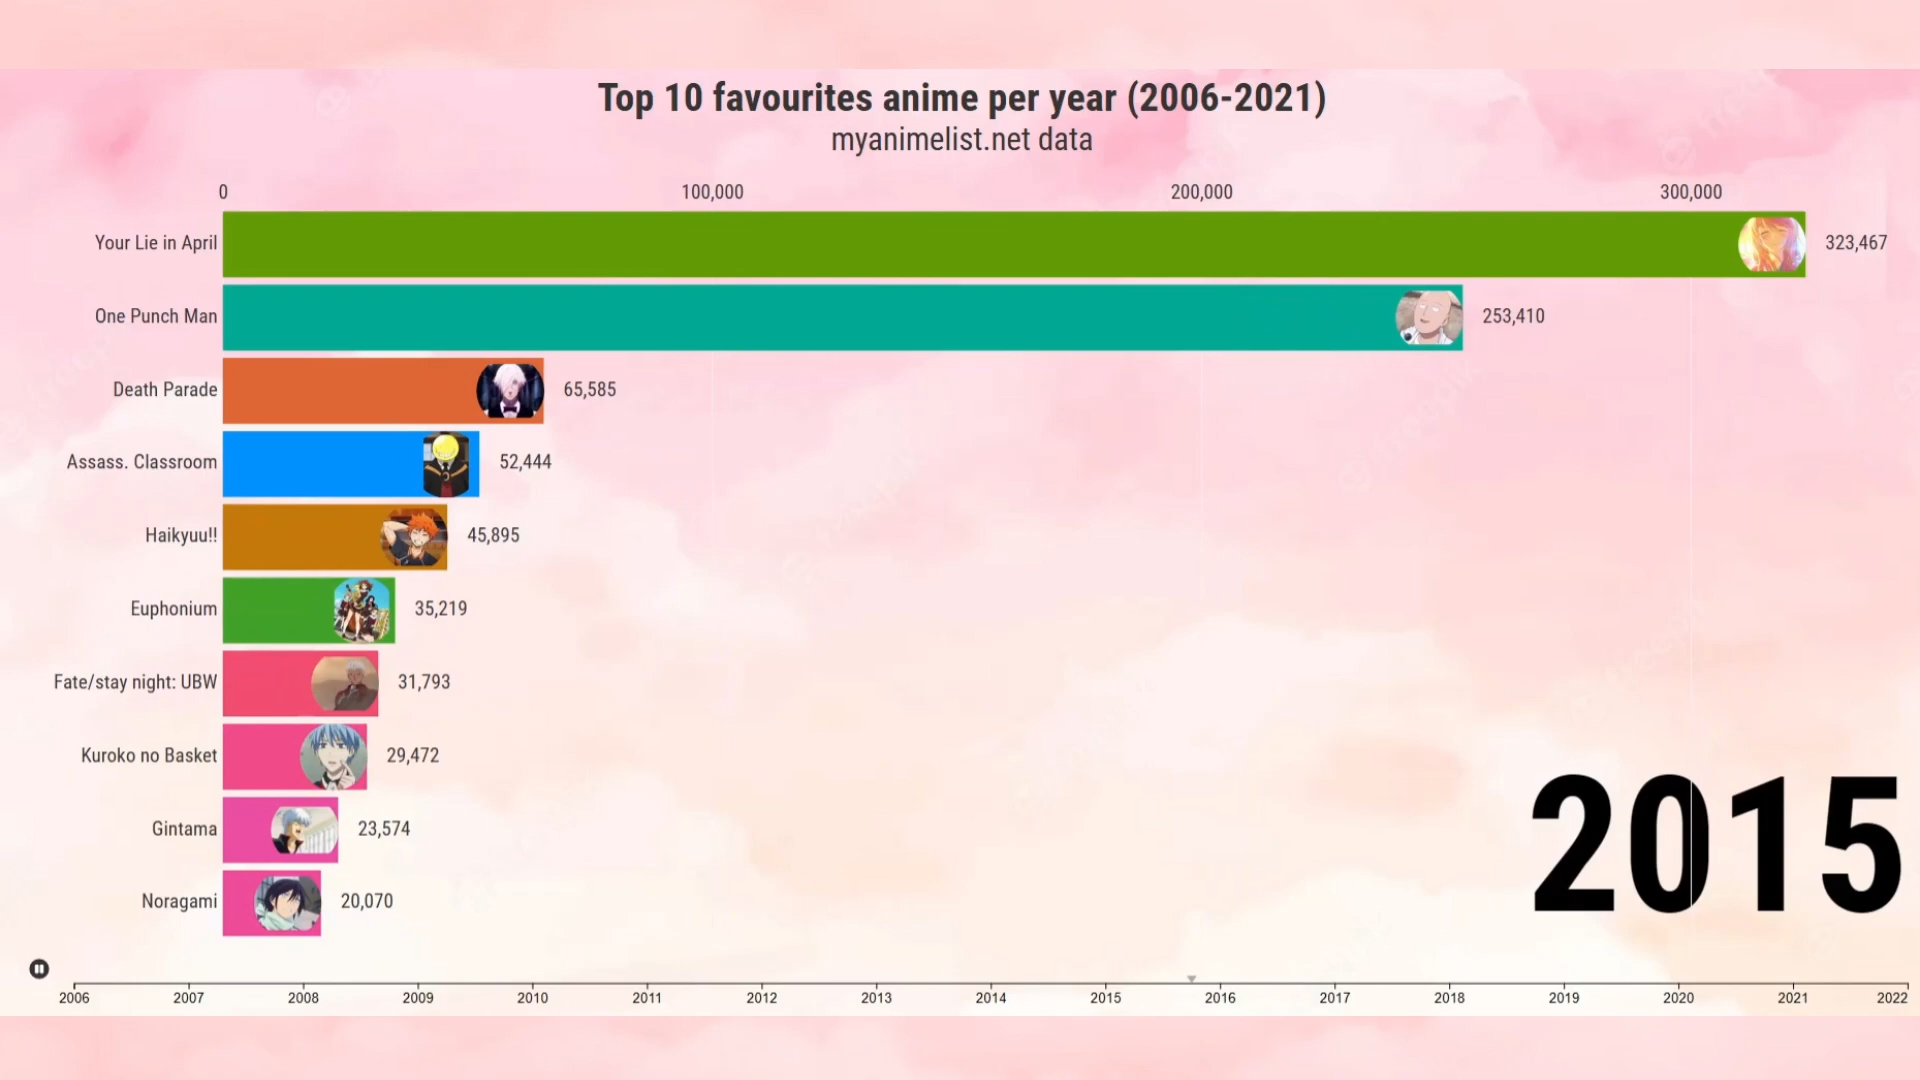 Top 10 favourites anime per year (2006-2021)
myanimelist.net data
0 100,000 200,000 300,000
Your Lie in April 323,467
One Punch Man 253,410
Death Parade 65,585
Assass. Classroom 52,444
Haikyuu!! 45,895
Euphonium 35,219
Fate/stay night: UBW 31,793
Kuroko no Basket 29,472
Gintama 23,574
Noragami 20,070
2015
2006 2007 2008 2009 2010 2011 2012 2013 2014 2015 2016 2017 2018 2019 2020 2021 2022